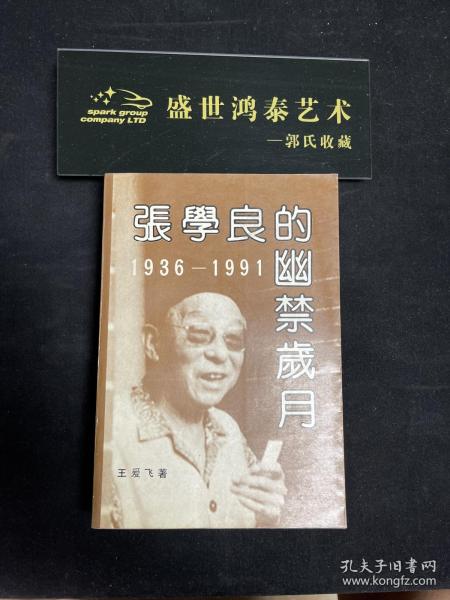 spark group
company LTD
盛世鸿泰艺术
—郭氏收藏
張學良的
幽禁歲月
1936－1991
王爱飞著
孔夫子旧书网
www.kongfz.com